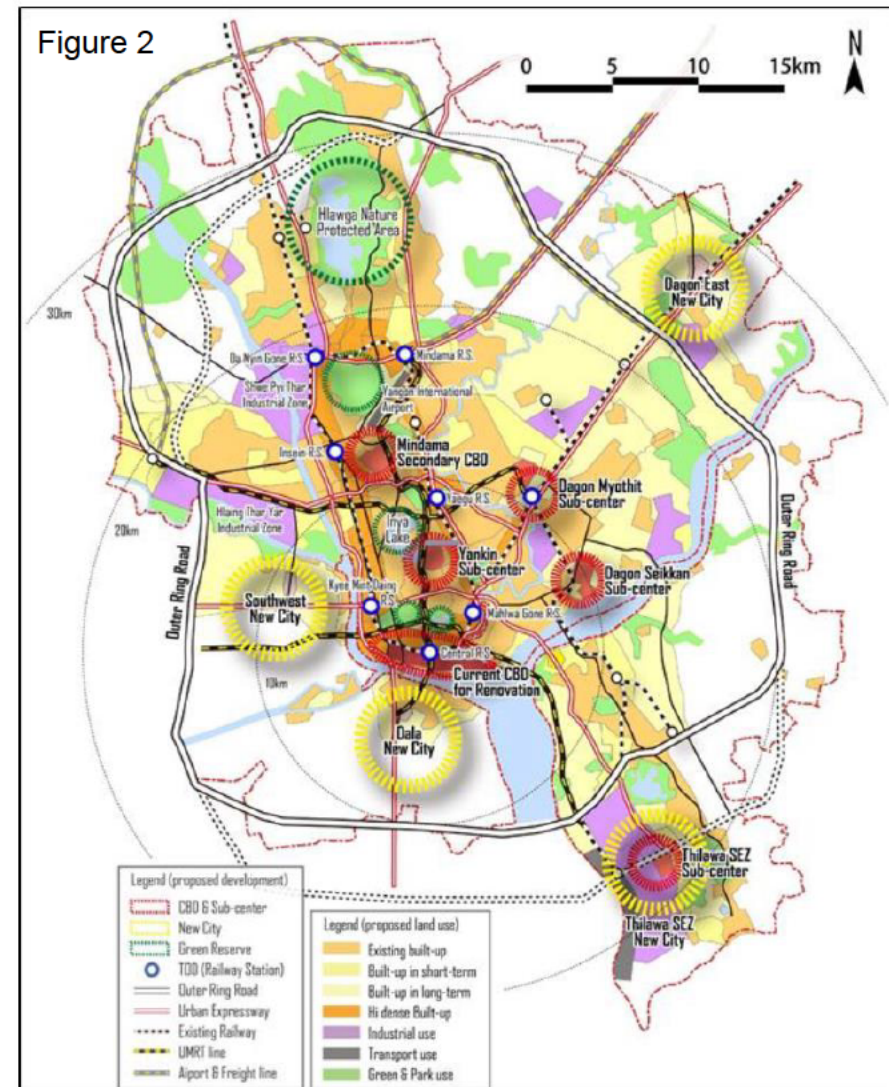 Figure 2
0 5 10 15km
N
Hlawga Nature
Protected Area
Dagon East
New City
30km
Da Nyin Gone R.S.
Mindama R.S.
Shwe Pyi Thar
Industrial Zone
Yangon International
Airport
Mindama
Secondary CBD
Insein R.S.
Yaegu R.S.
Dagon Myothit
Sub-center
Hlaing Thar Yar
Industrial Zone
Inya
Lake
20km
Yankin
Sub-center
Dagon Seikkan
Sub-center
Outer Ring Road
Outer Ring Road
Southwest
New City
Kyee Mint-Daing
R.S.
Mahlwa Gone R.S.
Central R.S.
Current CBD
for Renovation
10km
Dala
New City
Thilawa SEZ
Sub-center
Thilawa SEZ
New City
Legend (proposed development)
CBD & Sub-center
New City
Green Reserve
TOD (Railway Station)
Outer Ring Road
Urban Expressway
Existing Railway
UMRT line
Aiport & Freight line
Legend (proposed land use)
Existing built-up
Built-up in short-term
Built-up in long-term
Hi dense Built-up
Industrial use
Transport use
Green & Park use